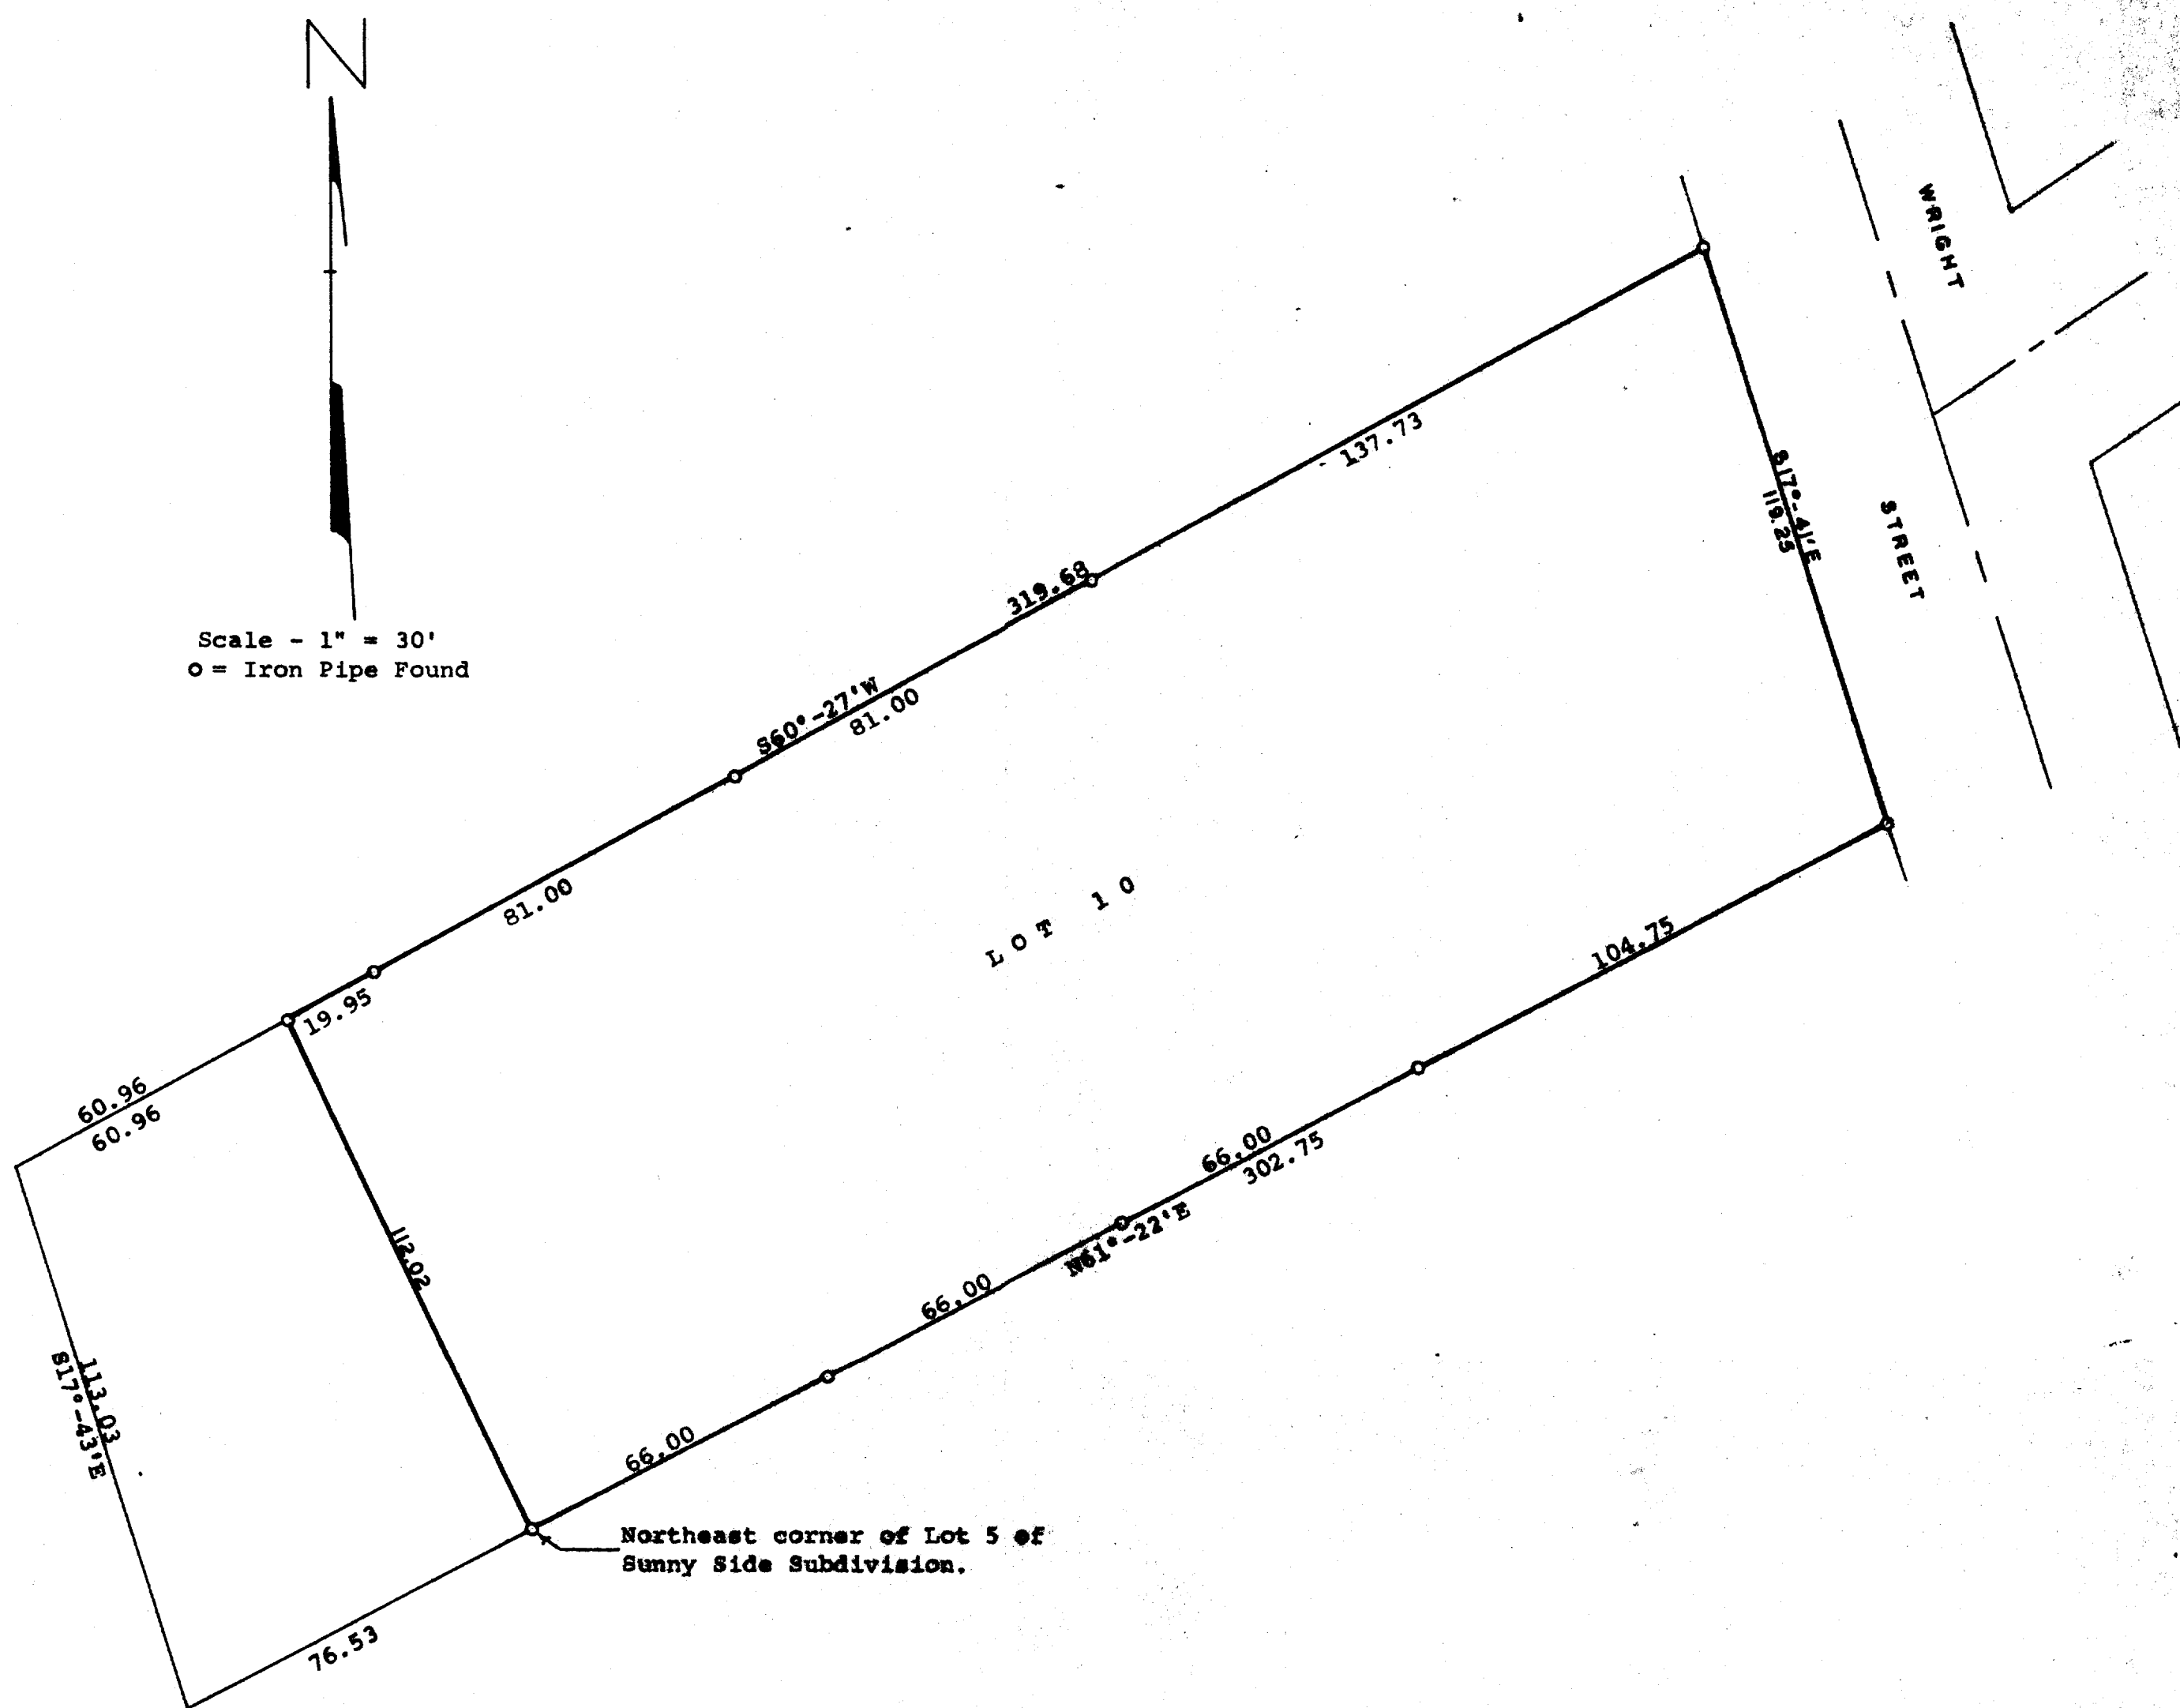 N
WRIGHT
137.73
S17°-41'E
119.25
STREET
319.68
Scale - 1" = 30'
o = Iron Pipe Found
S60°-27'W
81.00
81.00
LOT 10
104.75
19.95
60.96
60.96
66.00
302.75
N61°-22'E
112.02
66.00
113.03
S17°-43'E
66.00
Northeast corner of Lot 5 of
Sunny Side Subdivision.
76.53